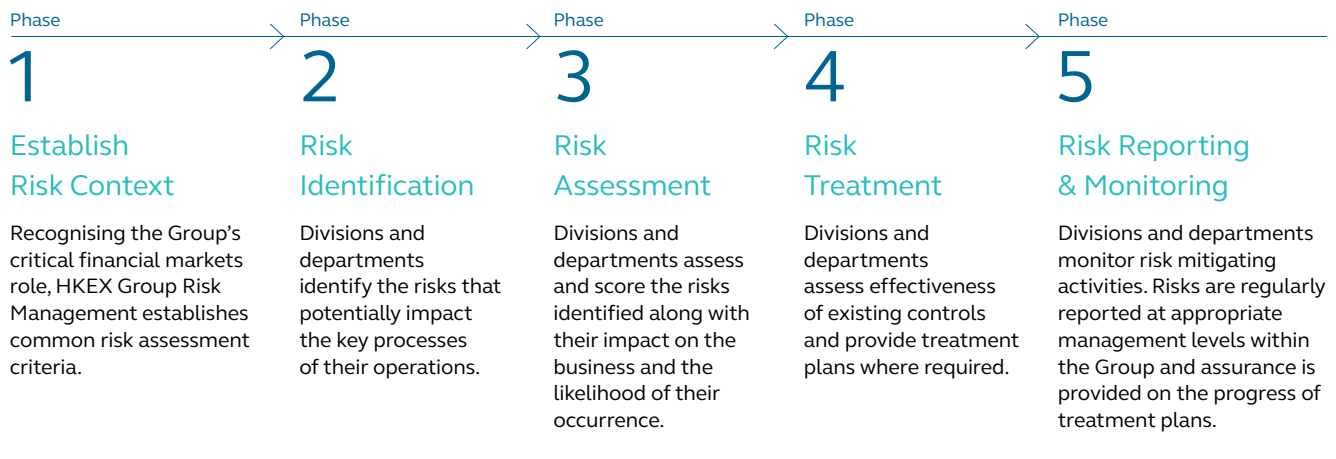 Phase
1
Establish
Risk Context
Recognising the Group's
critical financial markets
role, HKEX Group Risk
Management establishes
common risk assessment
criteria.
Phase
2
Risk
Identification
Divisions and
departments
identify the risks that
potentially impact
the key processes
of their operations.
Phase
3
Risk
Assessment
Divisions and
departments assess
and score the risks
identified along with
their impact on the
business and the
likelihood of their
occurrence.
Phase
4
Risk
Treatment
Divisions and
departments
assess effectiveness
of existing controls
and provide treatment
plans where required.
Phase
5
Risk Reporting
& Monitoring
Divisions and departments
monitor risk mitigating
activities. Risks are regularly
reported at appropriate
management levels within
the Group and assurance is
provided on the progress of
treatment plans.